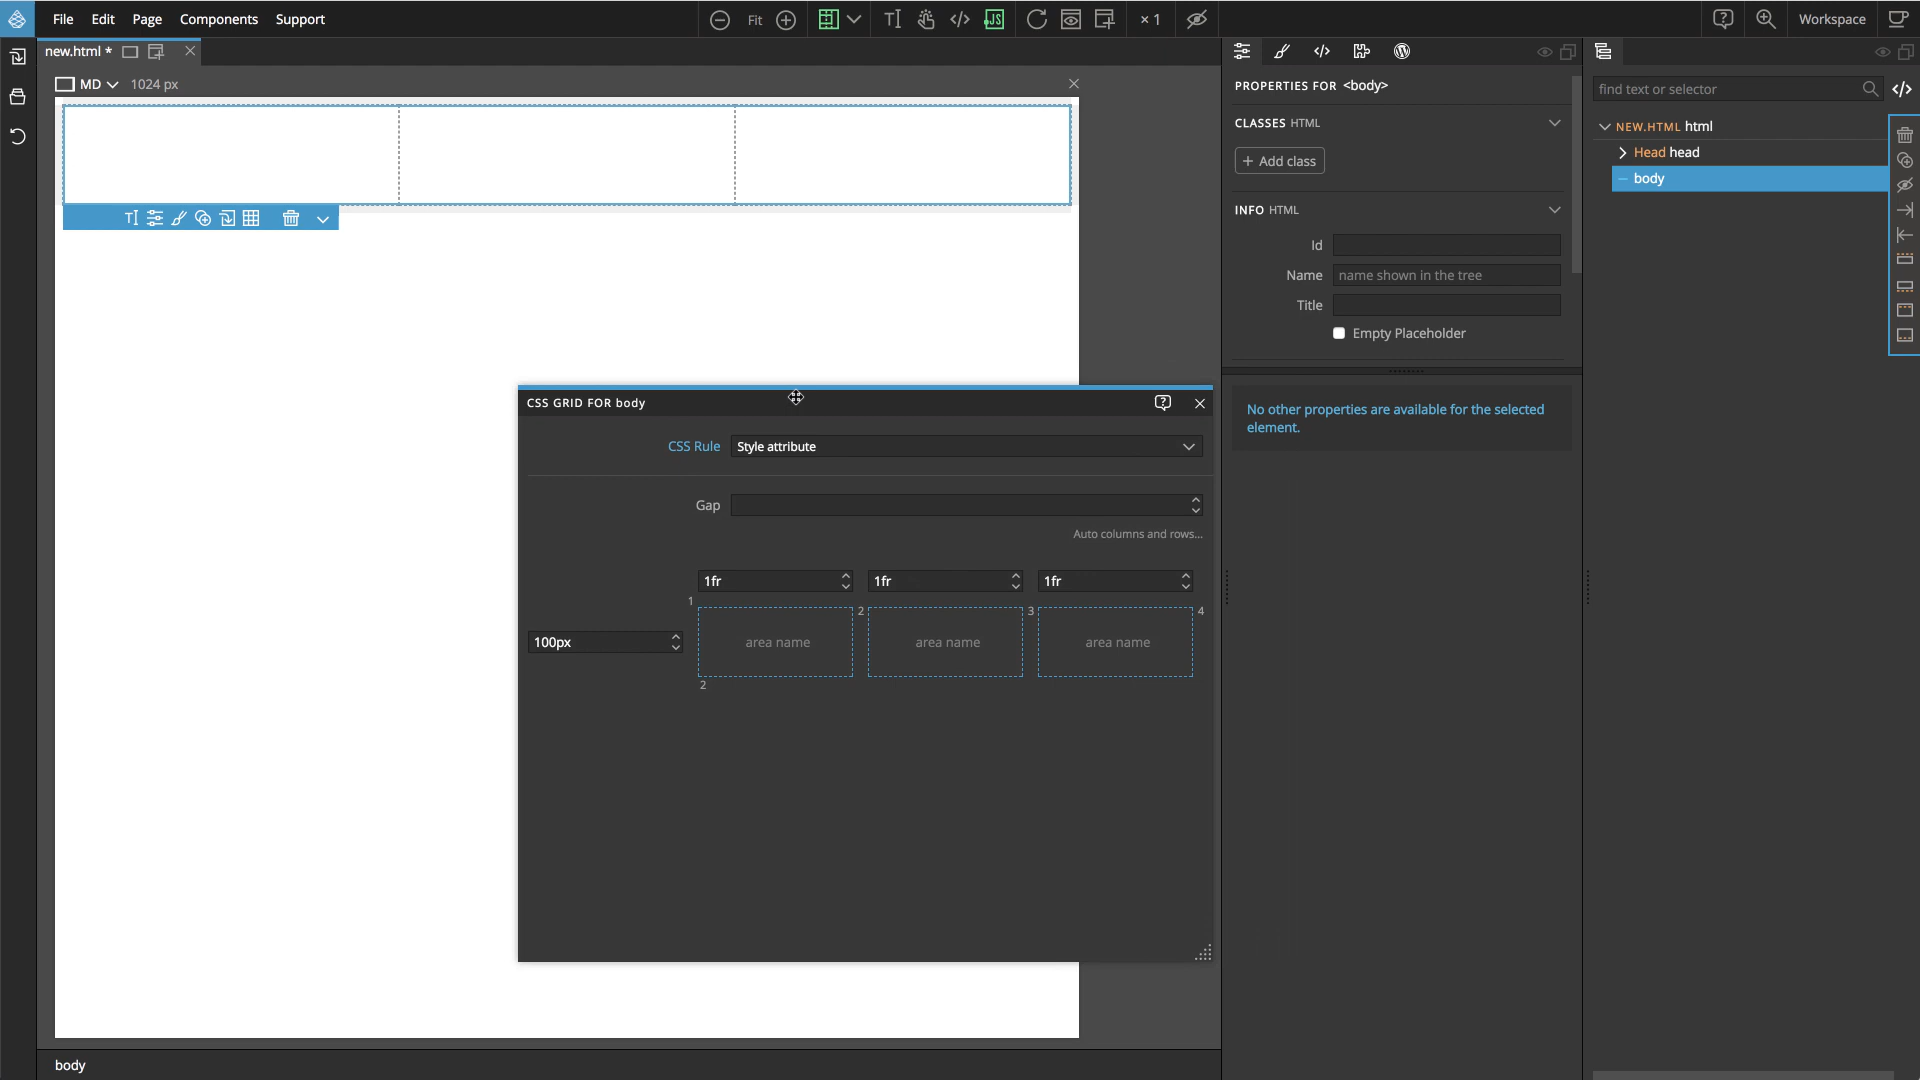 File Edit Page Components Support
Fit
JS
× 1
Workspace
new.html *
MD 1024 px
PROPERTIES FOR <body>
CLASSES HTML
+ Add class
INFO HTML
Id
Name name shown in the tree
Title
Empty Placeholder
No other properties are available for the selected
element.
find text or selector
NEW.HTML html
Head head
body
CSS GRID FOR body
CSS Rule Style attribute
Gap
Auto columns and rows...
1fr 1fr 1fr
1 2 3 4
100px area name area name area name
2
body